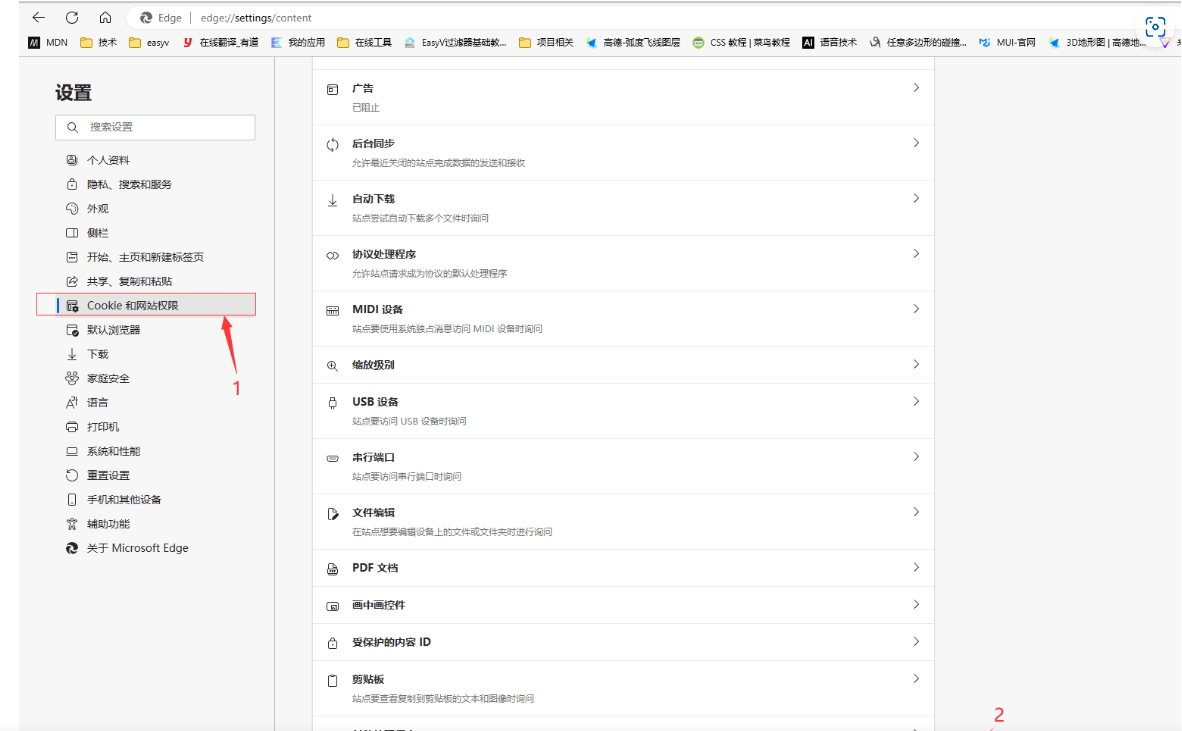 Edge edge://settings/content
MDN 技术 easyv 在线翻译_有道 我的应用 在线工具 EasyV过滤器基础教... 项目相关 高德-弧度飞线图层 CSS 教程 | 菜鸟教程 语音技术 任意多边形的碰撞... MUI-官网 3D地形图 | 高德地...
设置
搜索设置
个人资料
隐私、搜索和服务
外观
侧栏
开始、主页和新建标签页
共享、复制和粘贴
Cookie 和网站权限
默认浏览器
下载
家庭安全
语言
打印机
系统和性能
重置设置
手机和其他设备
辅助功能
关于 Microsoft Edge
1
广告
已阻止
后台同步
允许最近关闭的站点完成数据的发送和接收
自动下载
站点尝试自动下载多个文件时询问
协议处理程序
允许站点请求成为协议的默认处理程序
MIDI 设备
站点要使用系统独占消息访问 MIDI 设备时询问
缩放级别
USB 设备
站点要访问 USB 设备时询问
串行端口
站点要访问串行端口时询问
文件编辑
在站点想要编辑设备上的文件或文件夹时进行询问
PDF 文档
画中画控件
受保护的内容 ID
剪贴板
站点要查看复制到剪贴板的文本和图像时询问
2